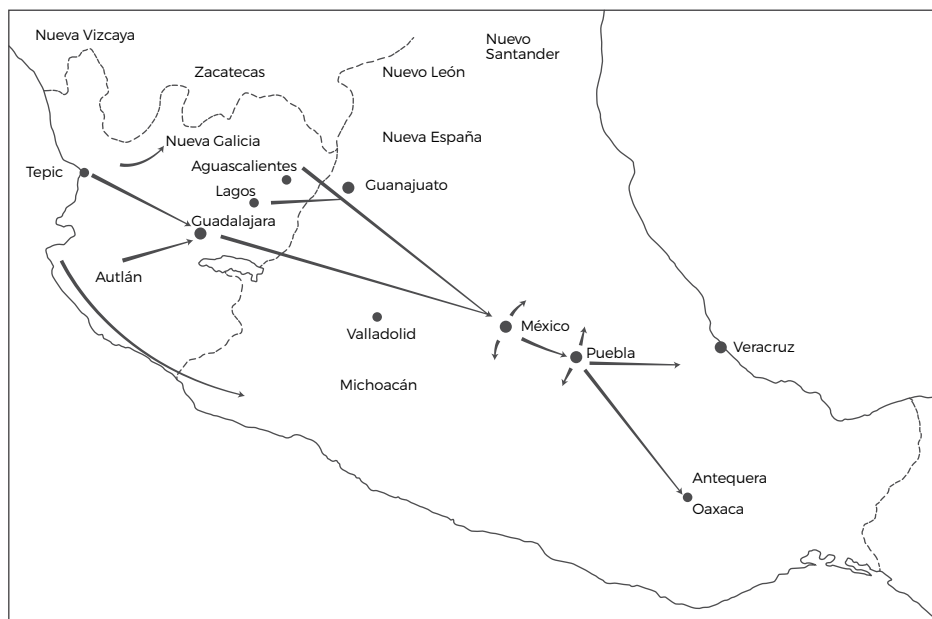 Nueva Vizcaya
Nuevo
Santander
Zacatecas
Nuevo León
Nueva Galicia
Nueva España
Tepic
Aguascalientes
Lagos
Guanajuato
Guadalajara
Autlán
México
Valladolid
Puebla
Veracruz
Michoacán
Antequera
Oaxaca